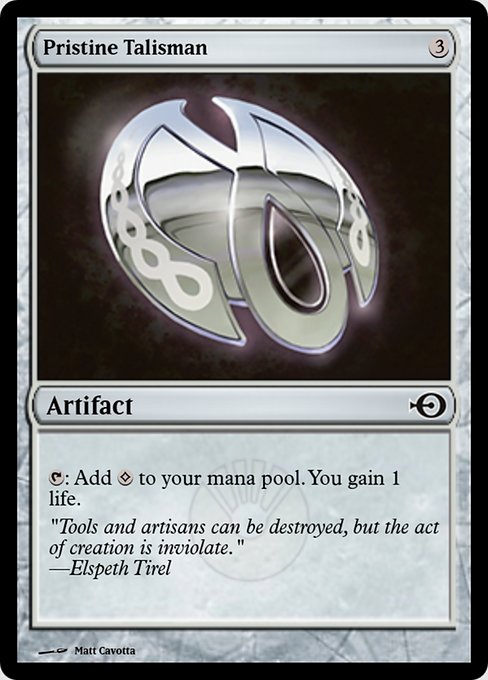 Pristine Talisman 3
Artifact
: Add to your mana pool. You gain 1
life.
"Tools and artisans can be destroyed, but the act
of creation is inviolate."
—Elspeth Tirel
Matt Cavotta